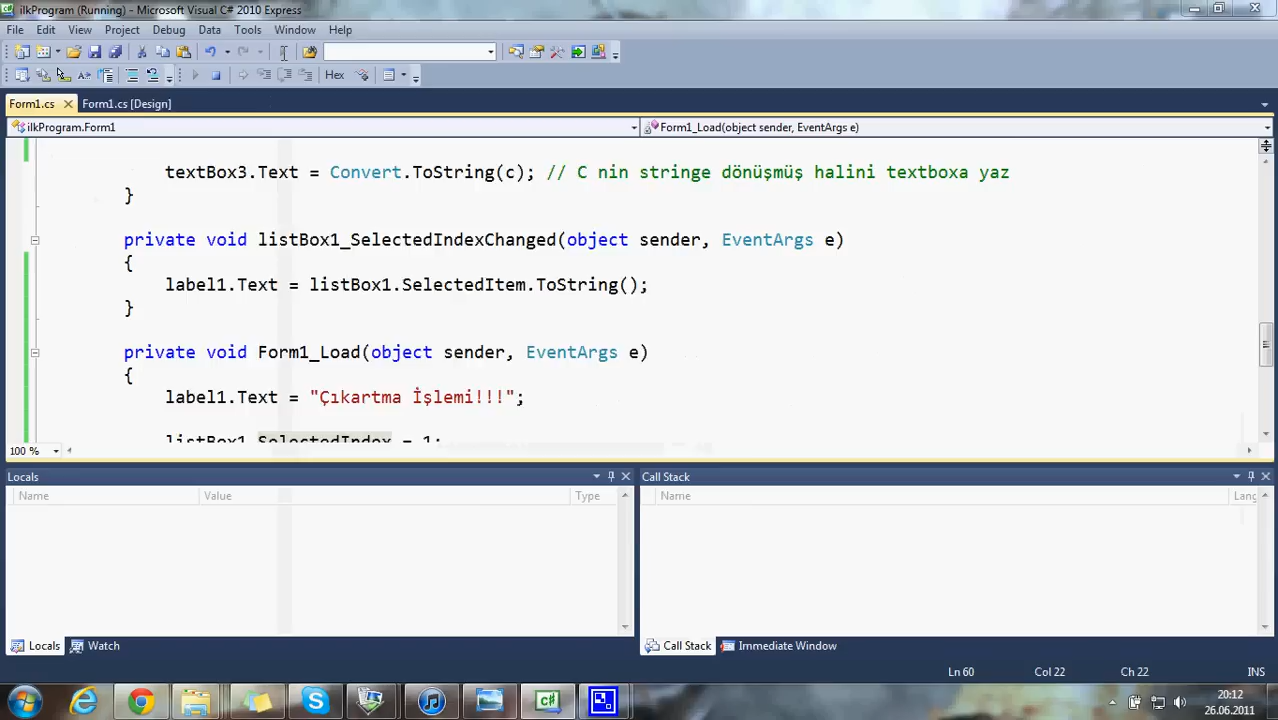 ilkProgram (Running) - Microsoft Visual C# 2010 Express
File Edit View Project Debug Data Tools Window Help
Hex
Form1.cs Form1.cs [Design]
ilkProgram.Form1 Form1_Load(object sender, EventArgs e)
textBox3.Text = Convert.ToString(c); // C nin stringe dönüşmüş halini textboxa yaz
}
private void listBox1_SelectedIndexChanged(object sender, EventArgs e)
{
label1.Text = listBox1.SelectedItem.ToString();
}
private void Form1_Load(object sender, EventArgs e)
{
label1.Text = "Çıkartma İşlemi!!!";
listBox1.SelectedIndex = 1;
100 %
Locals Call Stack
Name Value Type Name Lang
Locals Watch Call Stack Immediate Window
Ln 60 Col 22 Ch 22 INS
C#
20:12
26.06.2011